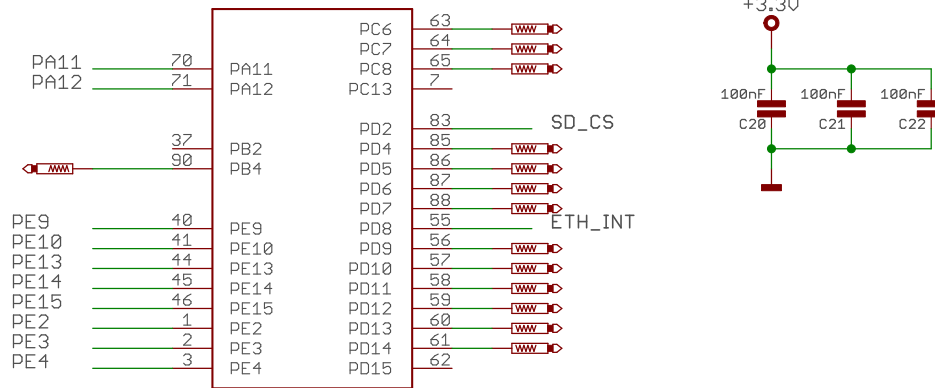 +3.3V
PC6 63
PC7 64
PA11 70 PA11 PC8 65
PA12 71 PA12 PC13 7
100nF 100nF 100nF
C20 C21 C22
PD2 83 SD_CS
37 PB2 PD4 85
90 PB4 PD5 86
PD6 87
PD7 88
PE9 40 PE9 PD8 55 ETH_INT
PE10 41 PE10 PD9 56
PE13 44 PE13 PD10 57
PE14 45 PE14 PD11 58
PE15 46 PE15 PD12 59
PE2 1 PE2 PD13 60
PE3 2 PE3 PD14 61
PE4 3 PE4 PD15 62